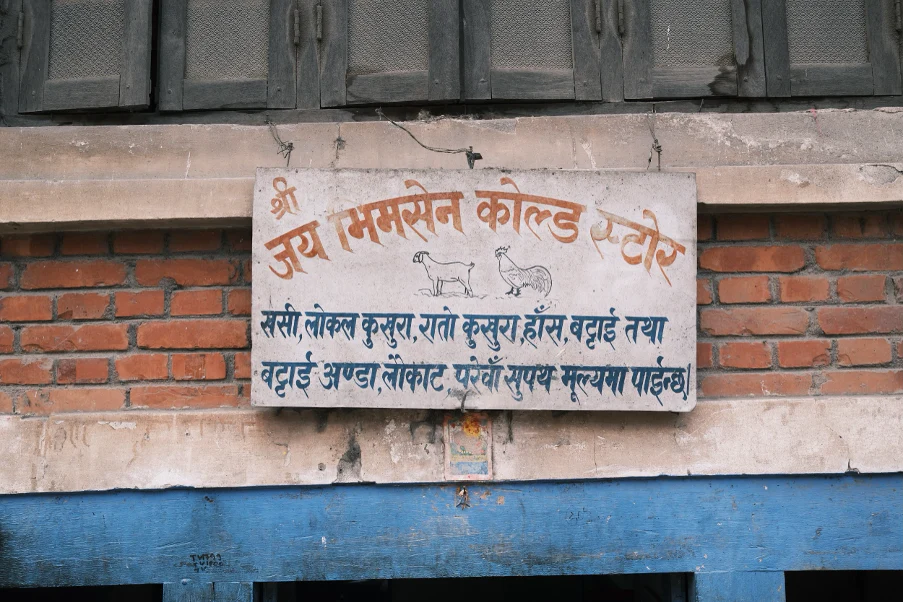 श्री
जय भिमसेन कोल्ड स्टोर
खसी, लोकल कुखुरा, रातो कुखुरा, हाँस, बट्टाई तथा
बट्टाई अण्डा, लौकाट, परेवाँ सुपथ मूल्यमा पाईन्छ।